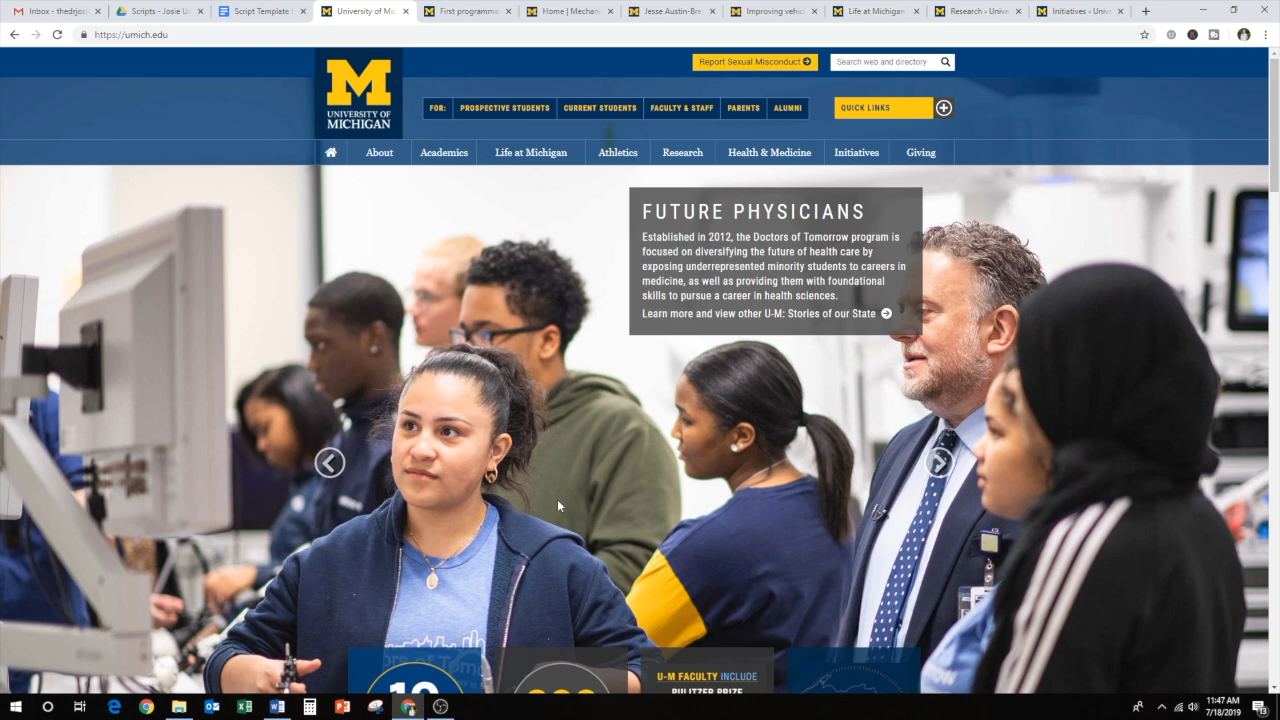 Inbox - thedrjose
Scripts - Josie U
Script Template
University of Mic
First programma
Home | Mechan
Jesse Austin-Bre
Improving vehic
Life at Michigan
Research › Unive
Initiatives › Unive
https://umich.edu
Report Sexual Misconduct
Search web and directory
M
UNIVERSITY OF
MICHIGAN
FOR:
PROSPECTIVE STUDENTS
CURRENT STUDENTS
FACULTY & STAFF
PARENTS
ALUMNI
QUICK LINKS
About
Academics
Life at Michigan
Athletics
Research
Health & Medicine
Initiatives
Giving
FUTURE PHYSICIANS
Established in 2012, the Doctors of Tomorrow program is
focused on diversifying the future of health care by
exposing underrepresented minority students to careers in
medicine, as well as providing them with foundational
skills to pursue a career in health sciences.
Learn more and view other U-M: Stories of our State
U-M FACULTY INCLUDE
PULITZER PRIZE
11:47 AM
7/18/2019